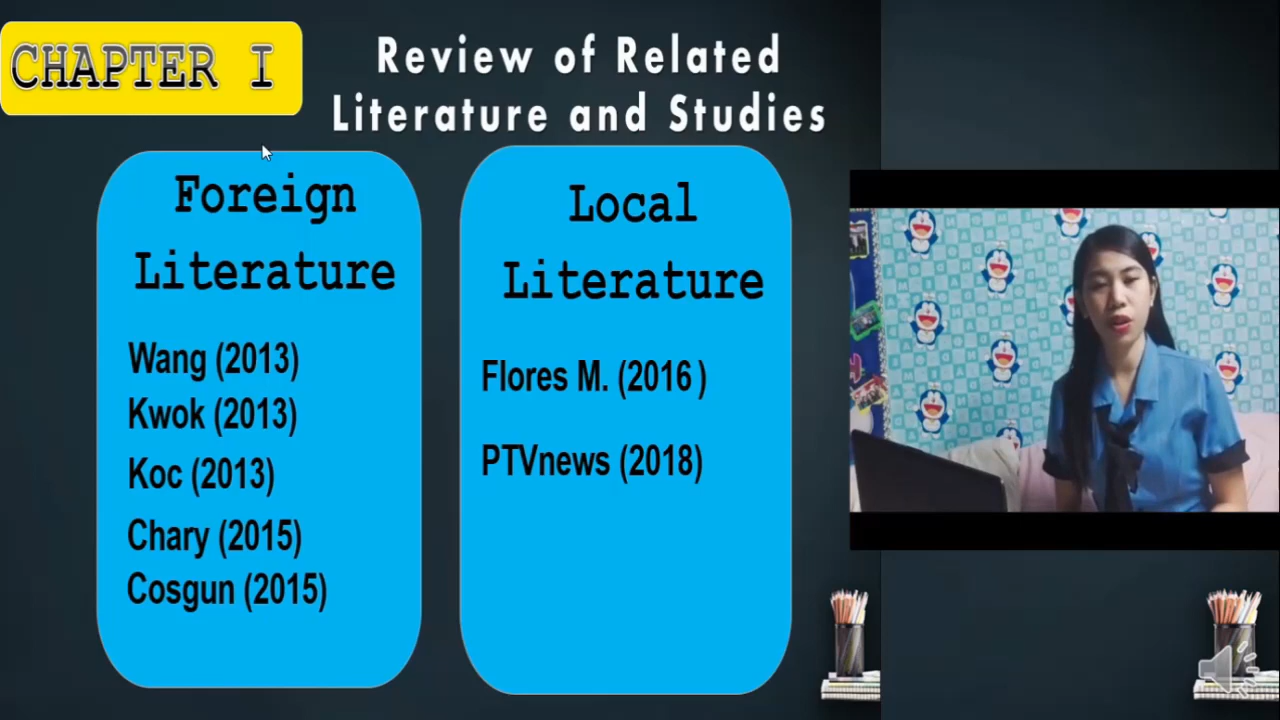 CHAPTER I
Review of Related
Literature and Studies
Foreign
Literature
Wang (2013)
Kwok (2013)
Koc (2013)
Chary (2015)
Cosgun (2015)
Local
Literature
Flores M. (2016 )
PTVnews (2018)